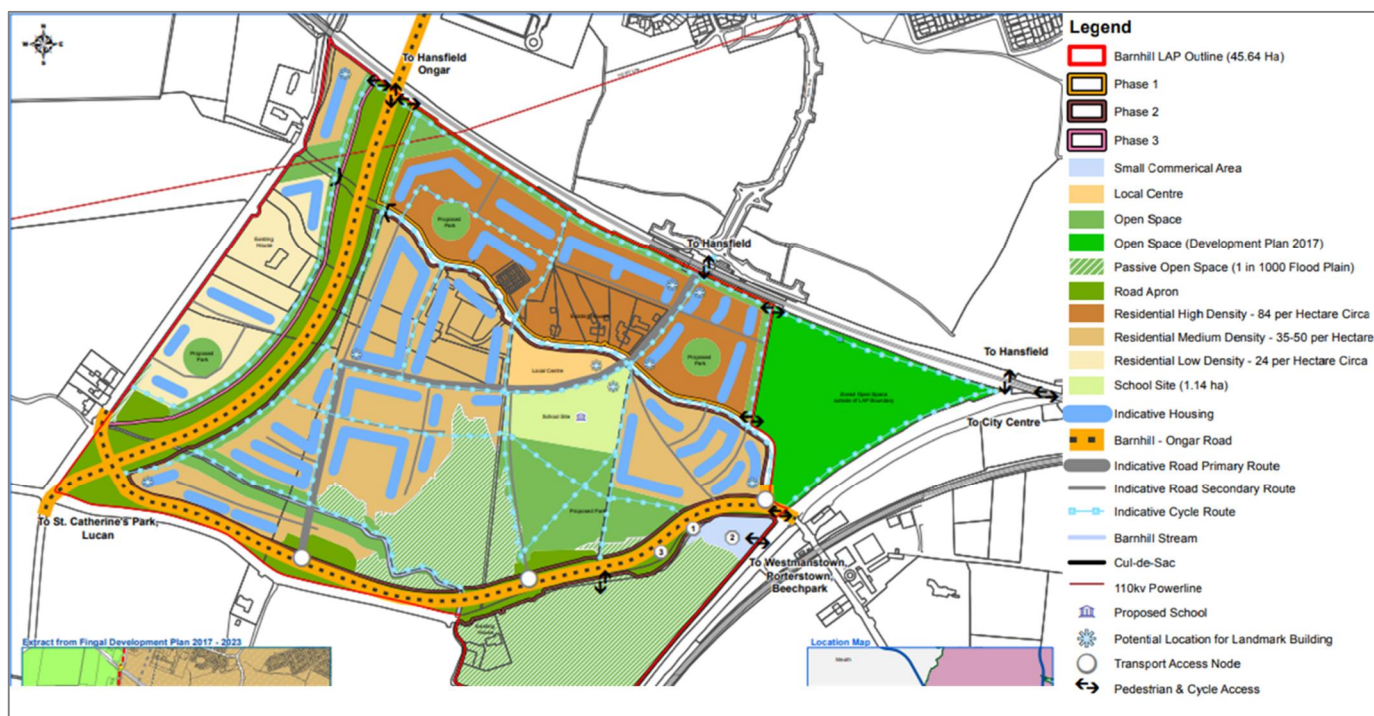 To Hansfield
Ongar
Proposed
Park
Existing
House
To Hansfield
Existing Houses
Proposed
Park
Proposed
Park
Local Centre
School Site
To Hansfield
To City Centre
Proposed Park
To St. Catherine's Park,
Lucan
1
2
3
To Westmanstown,
Porterstown,
Beechpark
Existing
House
Extract from Fingal Development Plan 2017 - 2023
Location Map
Meath
Legend
Barnhill LAP Outline (45.64 Ha)
Phase 1
Phase 2
Phase 3
Small Commerical Area
Local Centre
Open Space
Open Space (Development Plan 2017)
Passive Open Space (1 in 1000 Flood Plain)
Road Apron
Residential High Density - 84 per Hectare Circa
Residential Medium Density - 35-50 per Hectare
Residential Low Density - 24 per Hectare Circa
School Site (1.14 ha)
Indicative Housing
Barnhill - Ongar Road
Indicative Road Primary Route
Indicative Road Secondary Route
Indicative Cycle Route
Barnhill Stream
Cul-de-Sac
110kv Powerline
Proposed School
Potential Location for Landmark Building
Transport Access Node
Pedestrian & Cycle Access